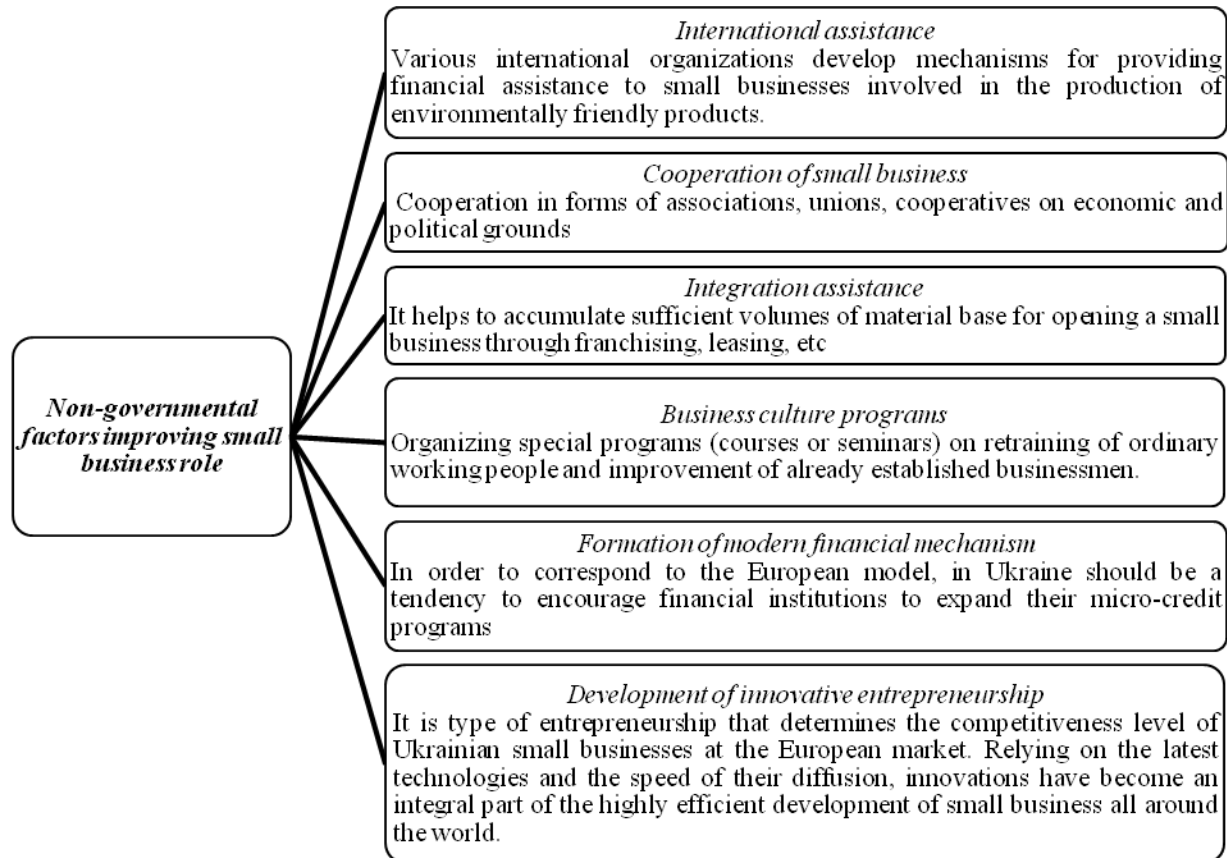 International assistance
Various international organizations develop mechanisms for providing
financial assistance to small businesses involved in the production of
environmentally friendly products.
Cooperation of small business
Cooperation in forms of associations, unions, cooperatives on economic and
political grounds
Integration assistance
It helps to accumulate sufficient volumes of material base for opening a small
business through franchising, leasing, etc
Non-governmental
factors improving small
business role
Business culture programs
Organizing special programs (courses or seminars) on retraining of ordinary
working people and improvement of already established businessmen.
Formation of modern financial mechanism
In order to correspond to the European model, in Ukraine should be a
tendency to encourage financial institutions to expand their micro-credit
programs
Development of innovative entrepreneurship
It is type of entrepreneurship that determines the competitiveness level of
Ukrainian small businesses at the European market. Relying on the latest
technologies and the speed of their diffusion, innovations have become an
integral part of the highly efficient development of small business all around
the world.